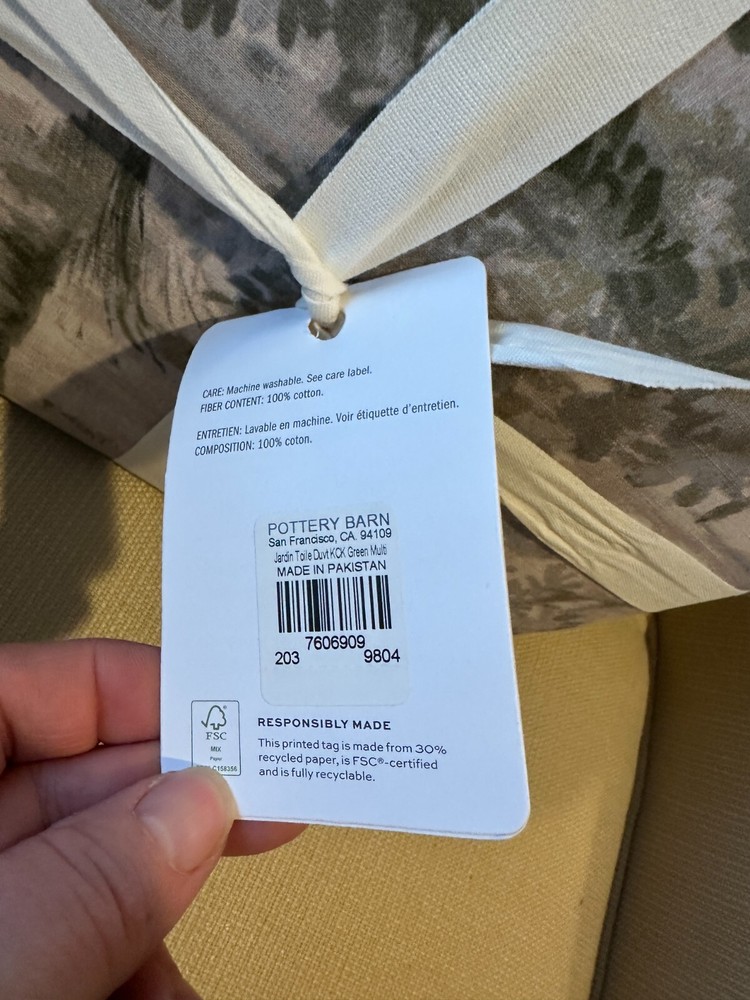 CARE: Machine washable. See care label.
FIBER CONTENT: 100% cotton.
ENTRETIEN: Lavable en machine. Voir étiquette d'entretien.
COMPOSITION: 100% coton.
POTTERY BARN
San Francisco, CA. 94109
Jardin Toile Duvt KCK Green Multi
MADE IN PAKISTAN
7606909
203 9804
FSC
MIX
Paper
C158356
RESPONSIBLY MADE
This printed tag is made from 30%
recycled paper, is FSC®-certified
and is fully recyclable.